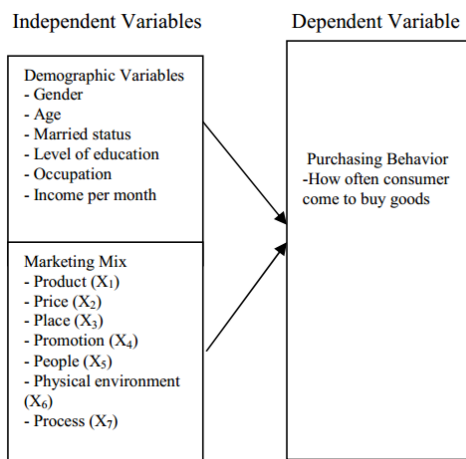 Independent Variables
Dependent Variable
Demographic Variables
- Gender
- Age
- Married status
- Level of education
- Occupation
- Income per month
Marketing Mix
- Product (X₁)
- Price (X₂)
- Place (X₃)
- Promotion (X₄)
- People (X₅)
- Physical environment
(X₆)
- Process (X₇)
Purchasing Behavior
-How often consumer
come to buy goods